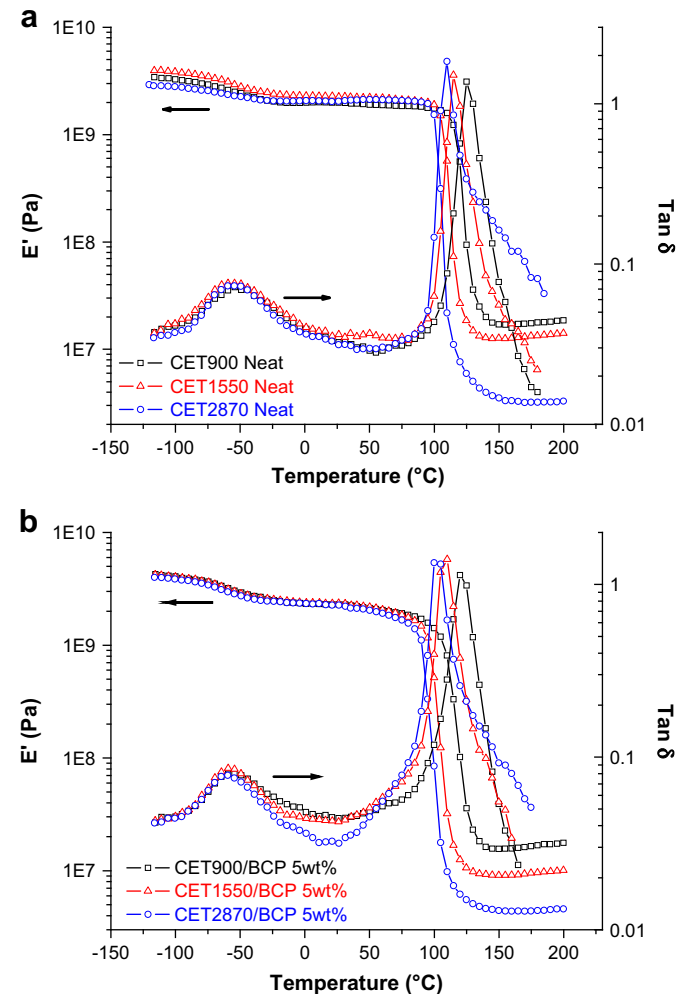 a
1E10
1E9
1E8
1E7
E' (Pa)
1
0.1
0.01
Tan δ
CET900 Neat
CET1550 Neat
CET2870 Neat
-150 -100 -50 0 50 100 150 200
Temperature (°C)
b
1E10
1E9
1E8
1E7
E' (Pa)
1
0.1
0.01
Tan δ
CET900/BCP 5wt%
CET1550/BCP 5wt%
CET2870/BCP 5wt%
-150 -100 -50 0 50 100 150 200
Temperature (°C)